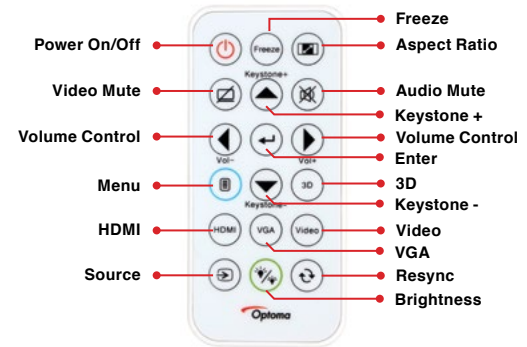 Freeze
Power On/Off
Freeze
Aspect Ratio
Keystone+
Video Mute
Audio Mute
Keystone +
Volume Control
Volume Control
Vol-
Vol+
Enter
Menu
3D
3D
Keystone-
Keystone -
HDMI
HDMI
VGA
Video
Video
VGA
Source
Resync
Brightness
Optoma